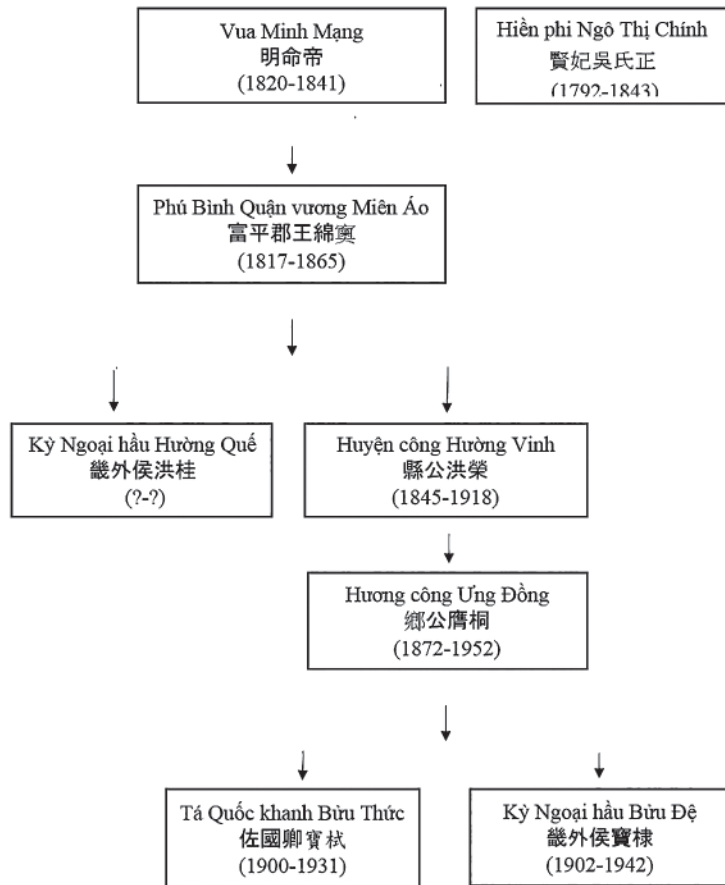 Vua Minh Mạng
明命帝
(1820-1841)
Hiền phi Ngô Thị Chính
賢妃吳氏正
(1792-1843)
Phú Bình Quận vương Miên Áo
富平郡王綿寞
(1817-1865)
Kỳ Ngoại hầu Hường Quế
畿外侯洪桂
(?-?)
Huyện công Hường Vinh
縣公洪榮
(1845-1918)
Hương công Ưng Đồng
鄉公膺桐
(1872-1952)
Tá Quốc khanh Bửu Thức
佐國卿寶栻
(1900-1931)
Kỳ Ngoại hầu Bửu Đệ
畿外侯寶棣
(1902-1942)